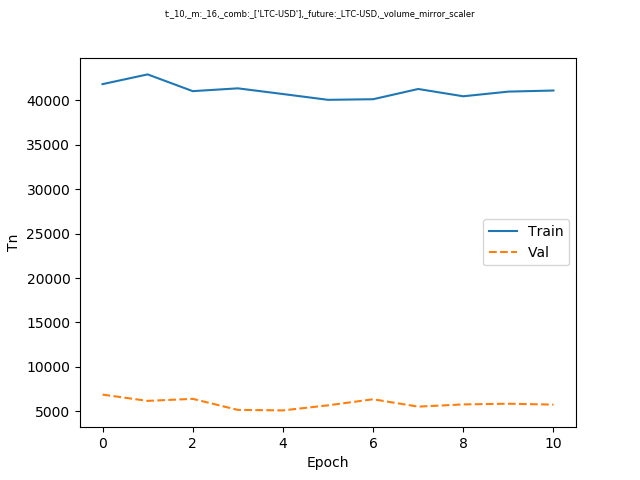 t:_10,_m:_16,_comb:_['LTC-USD'],_future:_LTC-USD,_volume_mirror_scaler
40000
35000
30000
25000
20000
15000
10000
5000
Tn
Train
Val
0 2 4 6 8 10
Epoch